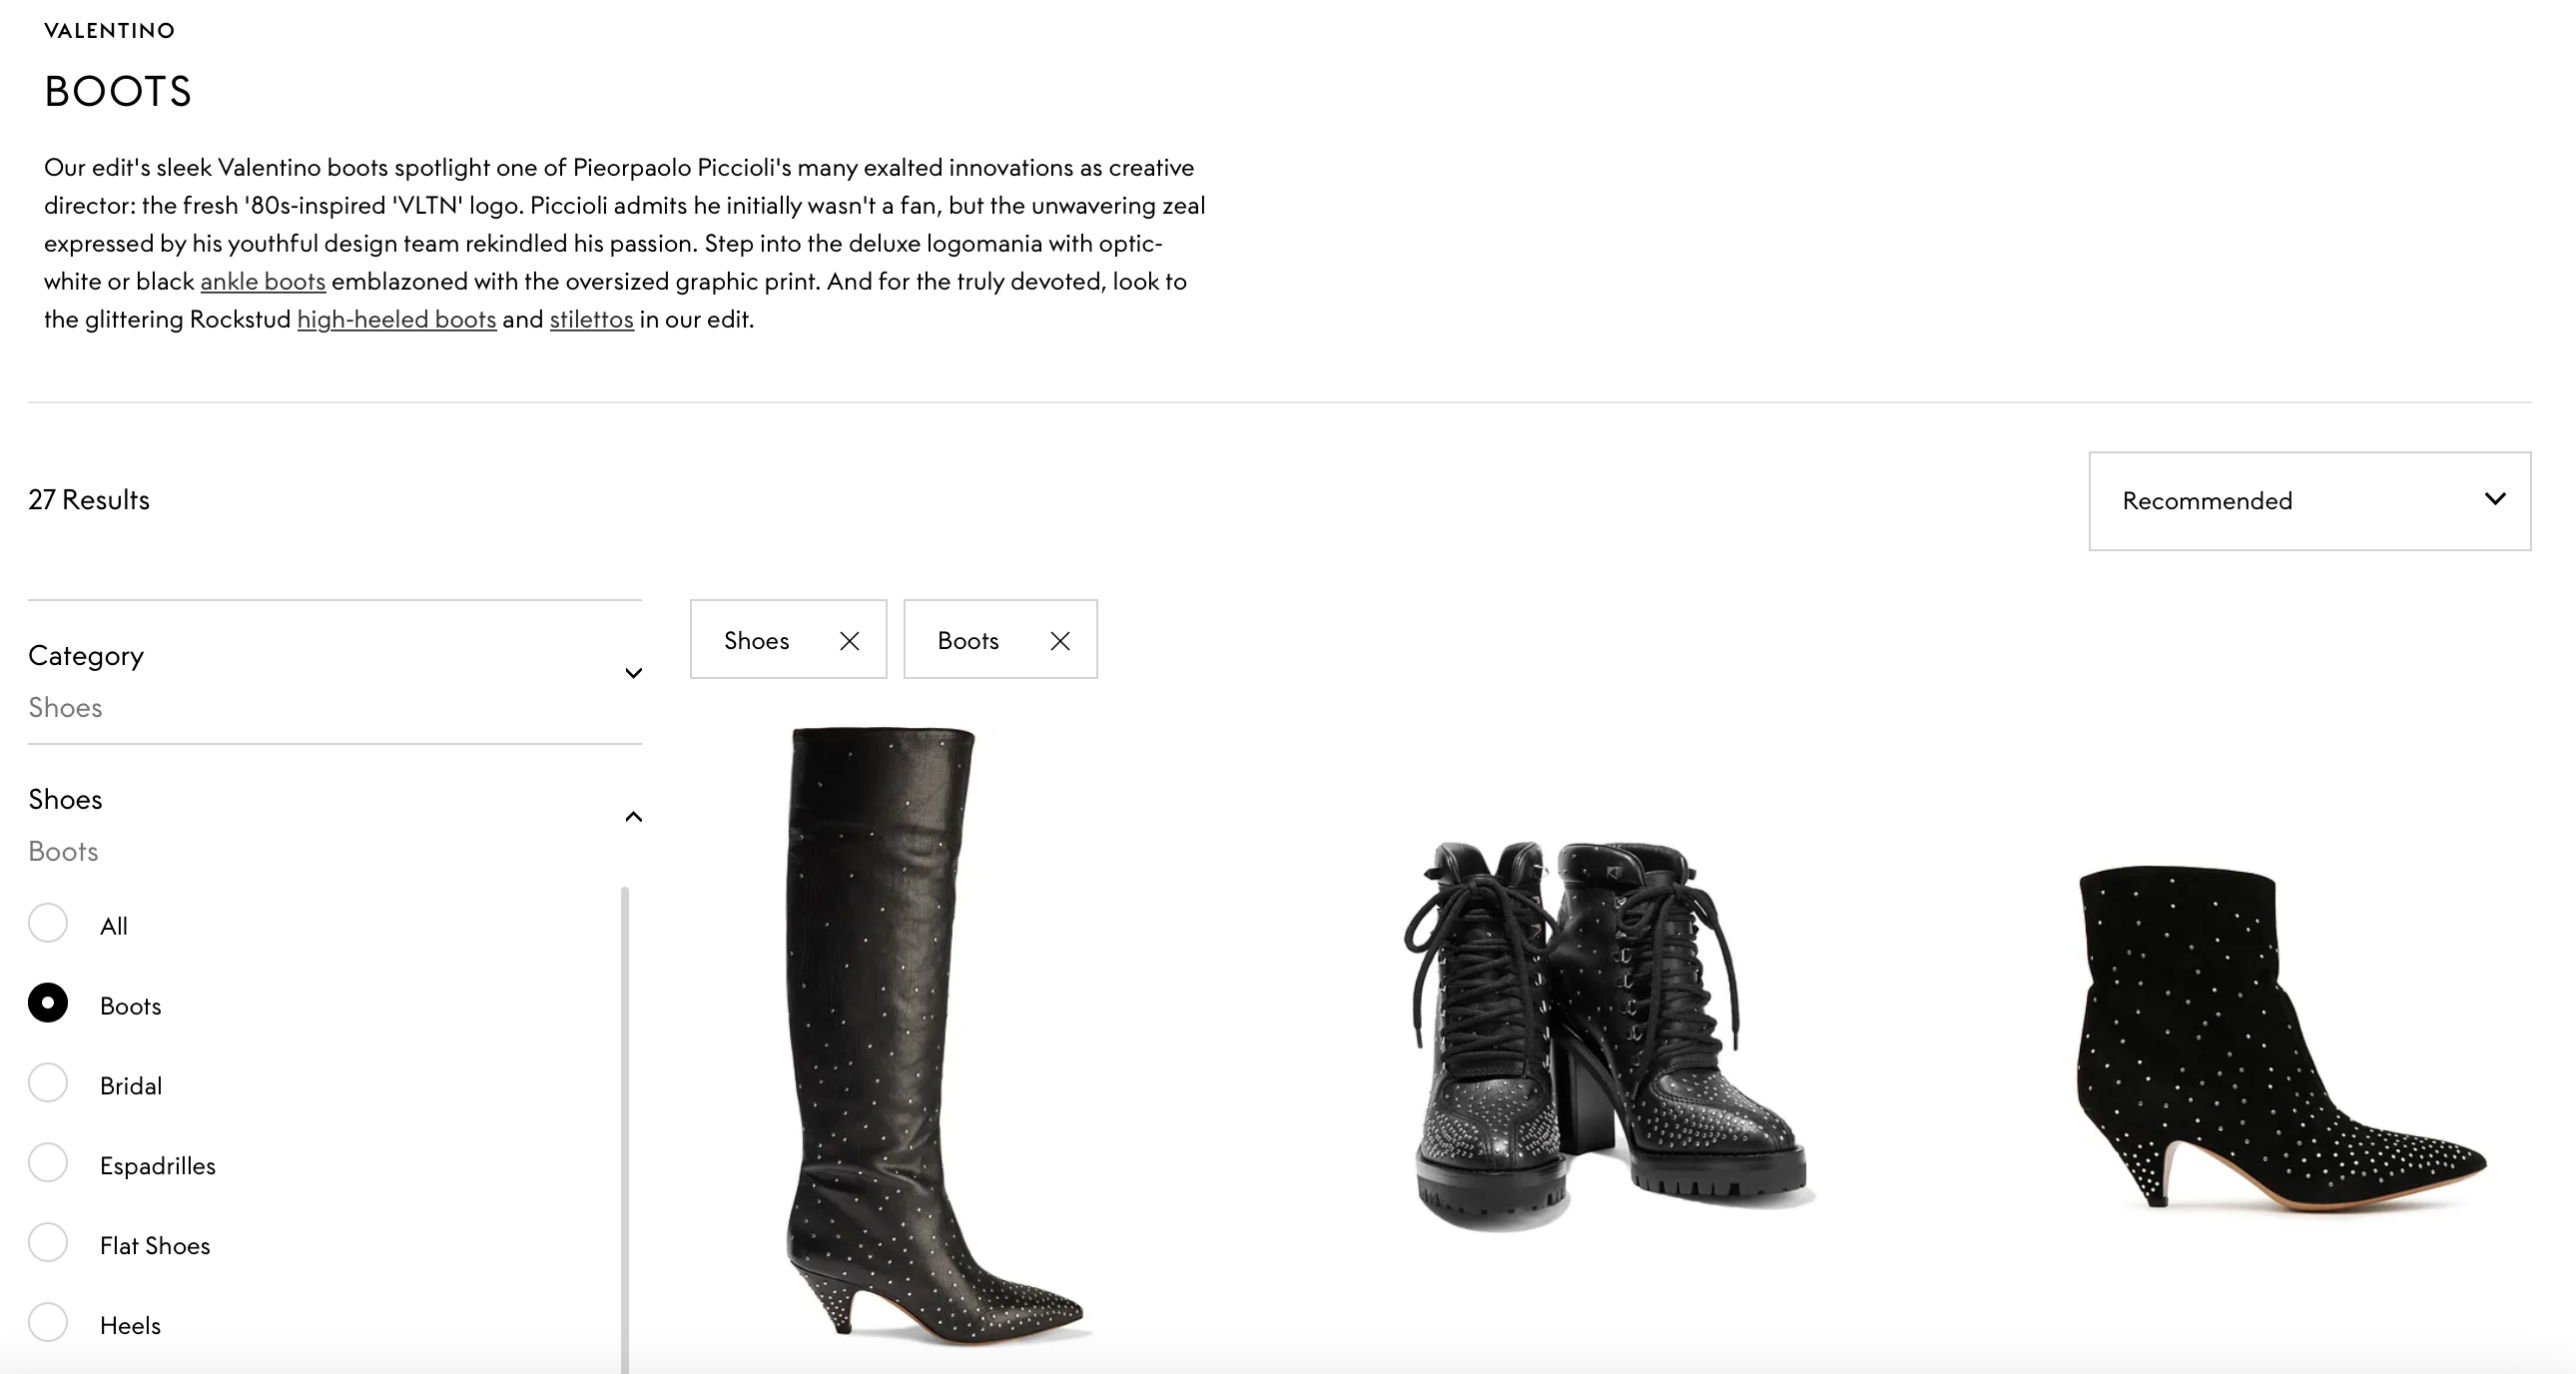 VALENTINO
BOOTS
Our edit's sleek Valentino boots spotlight one of Pieorpaolo Piccioli's many exalted innovations as creative
director: the fresh '80s-inspired 'VLTN' logo. Piccioli admits he initially wasn't a fan, but the unwavering zeal
expressed by his youthful design team rekindled his passion. Step into the deluxe logomania with optic-
white or black ankle boots emblazoned with the oversized graphic print. And for the truly devoted, look to
the glittering Rockstud high-heeled boots and stilettos in our edit.
27 Results
Recommended
Category
Shoes
Shoes
Boots
Shoes
Boots
All
Boots
Bridal
Espadrilles
Flat Shoes
Heels